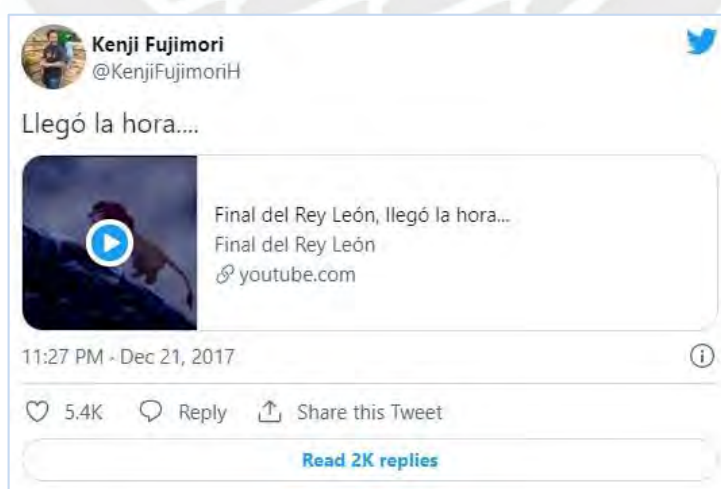 Kenji Fujimori
@KenjiFujimoriH
Llegó la hora....
Final del Rey León, llegó la hora...
Final del Rey León
youtube.com
11:27 PM · Dec 21, 2017
5.4K Reply Share this Tweet
Read 2K replies